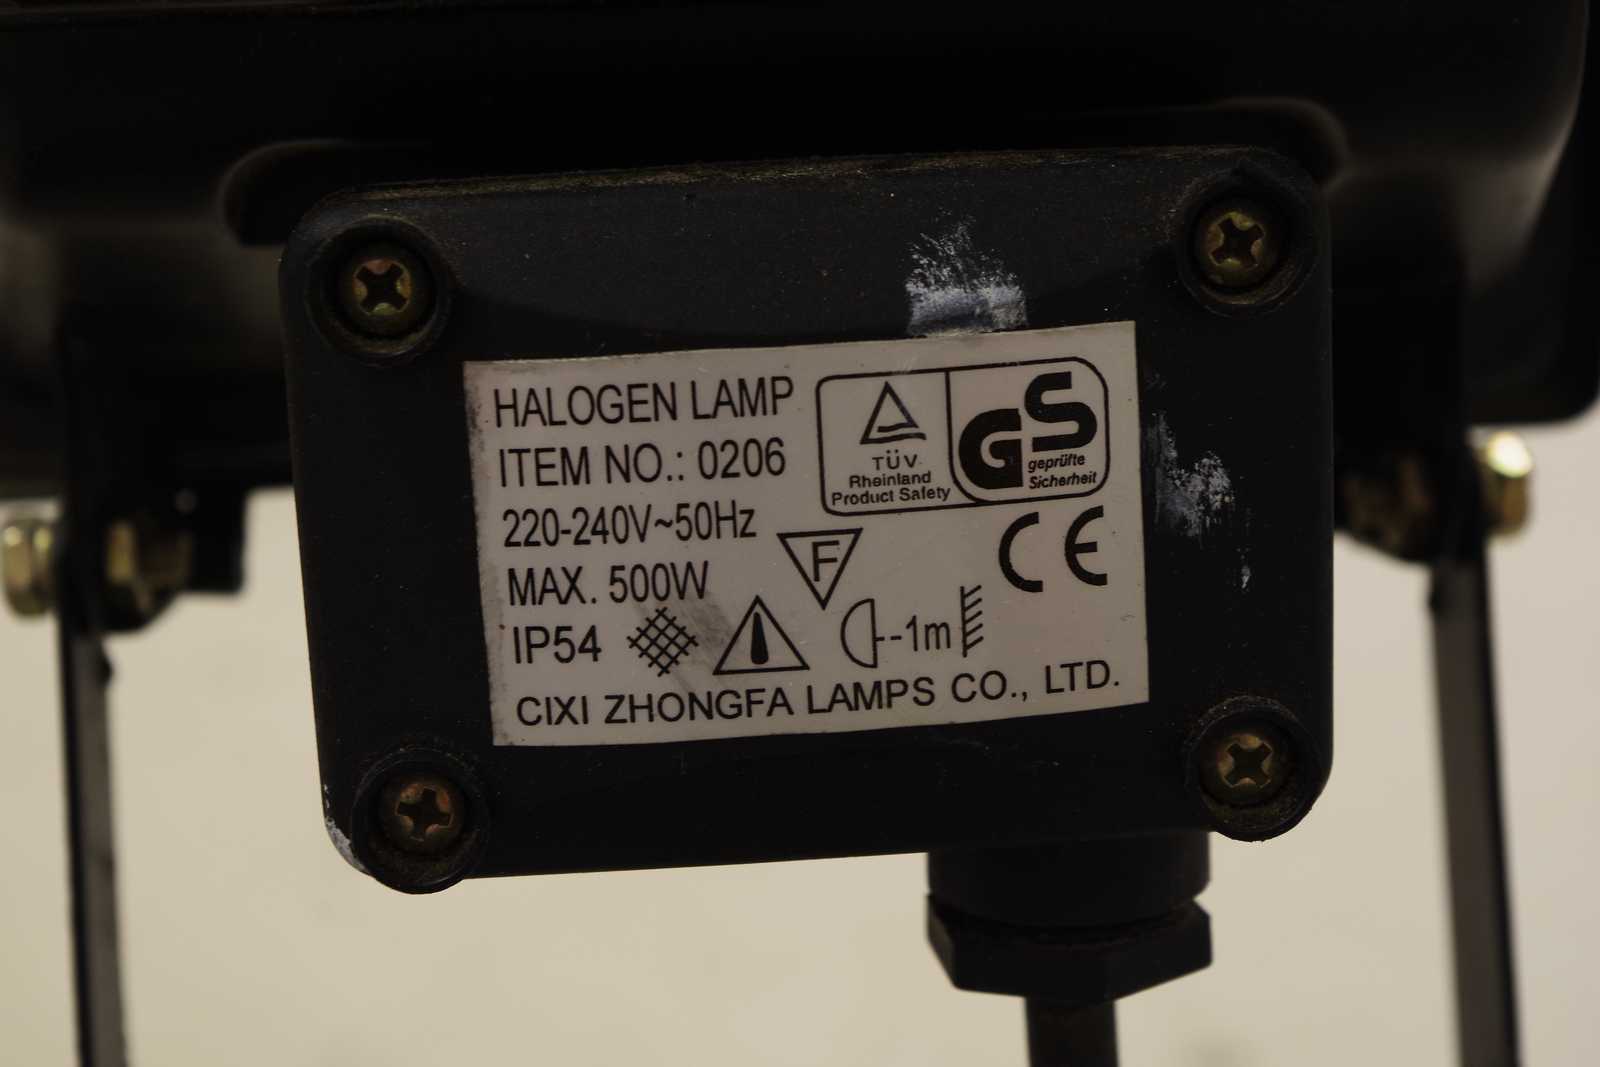 HALOGEN LAMP
ITEM NO.: 0206
220-240V~50Hz
MAX. 500W
IP54
TÜV
Rheinland
Product Safety
GS
geprüfte
Sicherheit
F
CE
-1m
CIXI ZHONGFA LAMPS CO., LTD.